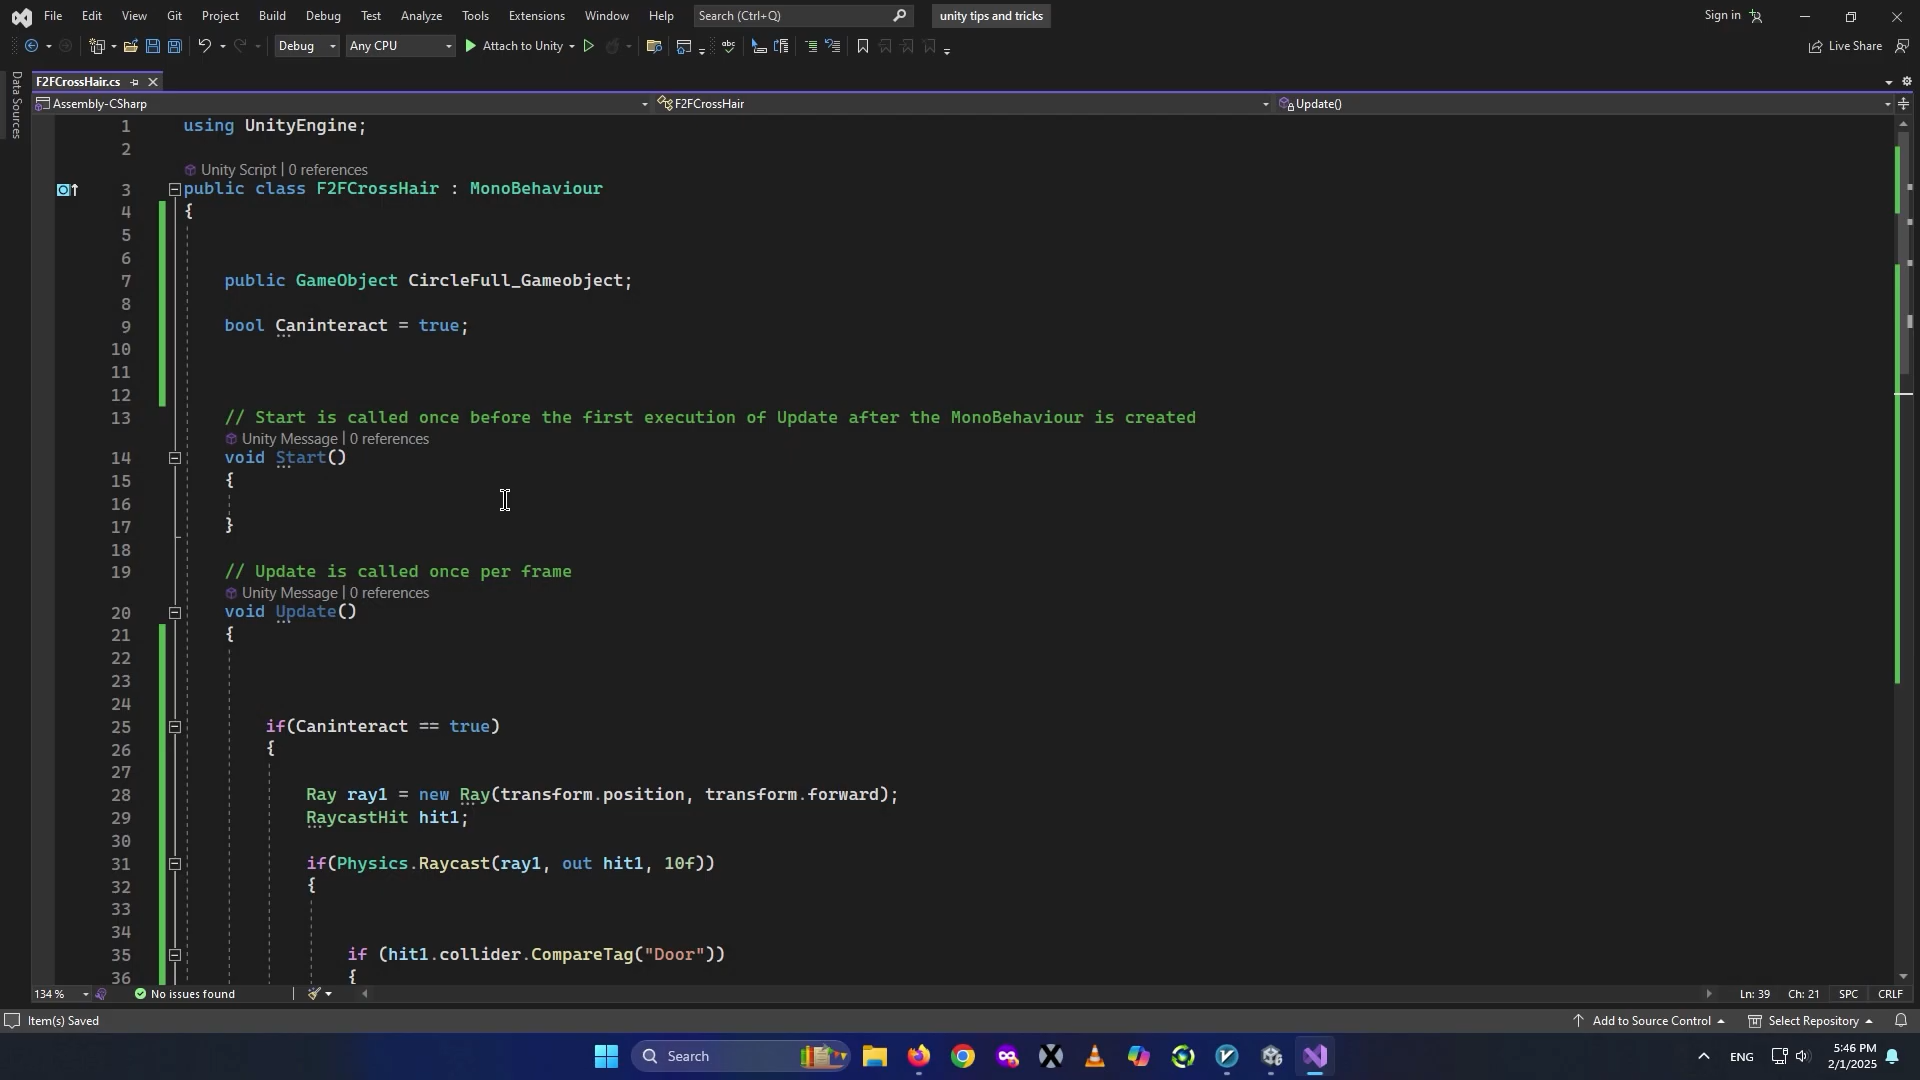 File Edit View Git Project Build Debug Test Analyze Tools Extensions Window Help Search (Ctrl+Q) unity tips and tricks Sign in
Debug Any CPU Attach to Unity Live Share
Data Sources
F2FCrossHair.cs
Assembly-CSharp F2FCrossHair Update()
1 using UnityEngine;
2
Unity Script | 0 references
3 public class F2FCrossHair : MonoBehaviour
4 {
5
6
7 public GameObject CircleFull_Gameobject;
8
9 bool Caninteract = true;
10
11
12
13 // Start is called once before the first execution of Update after the MonoBehaviour is created
Unity Message | 0 references
14 void Start()
15 {
16
17 }
18
19 // Update is called once per frame
Unity Message | 0 references
20 void Update()
21 {
22
23
24
25 if(Caninteract == true)
26 {
27
28 Ray ray1 = new Ray(transform.position, transform.forward);
29 RaycastHit hit1;
30
31 if(Physics.Raycast(ray1, out hit1, 10f))
32 {
33
34
35 if (hit1.collider.CompareTag("Door"))
36 {
134 % No issues found Ln: 39 Ch: 21 SPC CRLF
Item(s) Saved Add to Source Control Select Repository
Search ENG 5:46 PM
2/1/2025